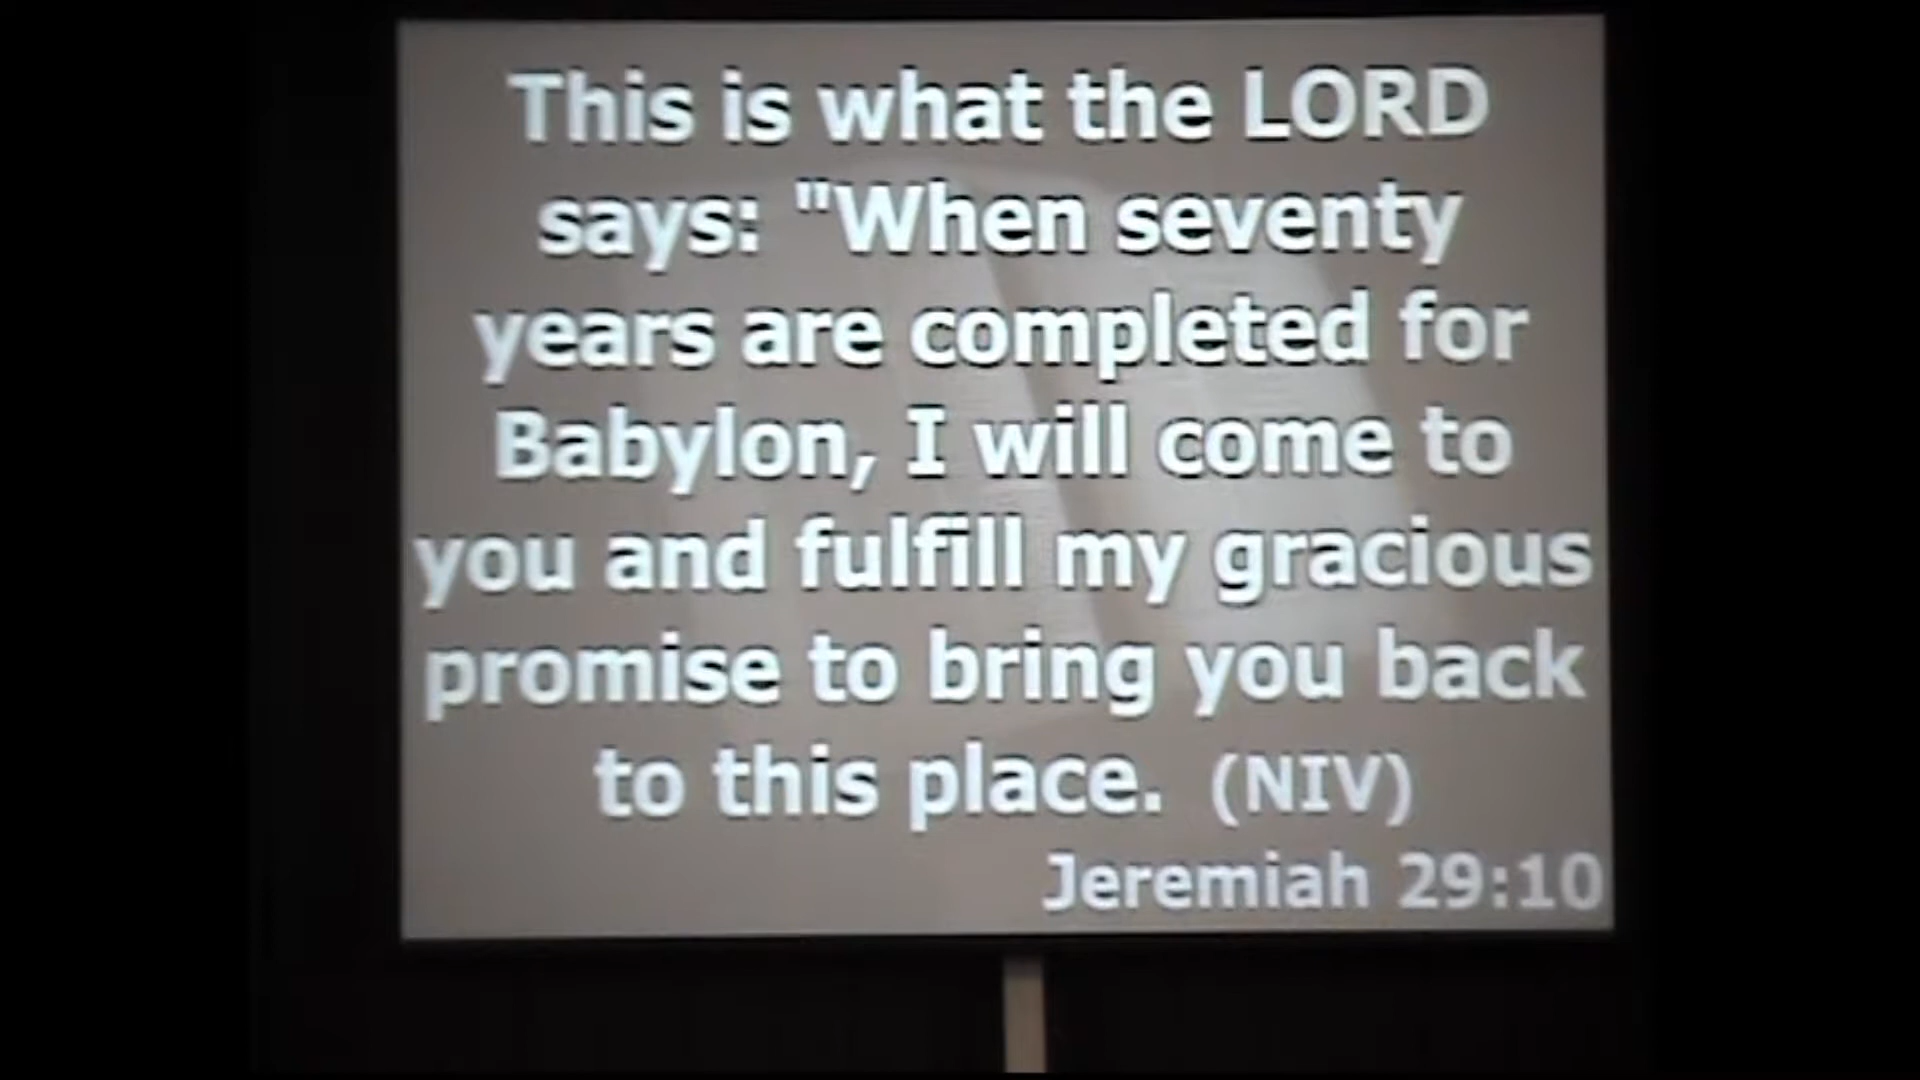 This is what the LORD
says: "When seventy
years are completed for
Babylon, I will come to
you and fulfill my gracious
promise to bring you back
to this place. (NIV)
Jeremiah 29:10